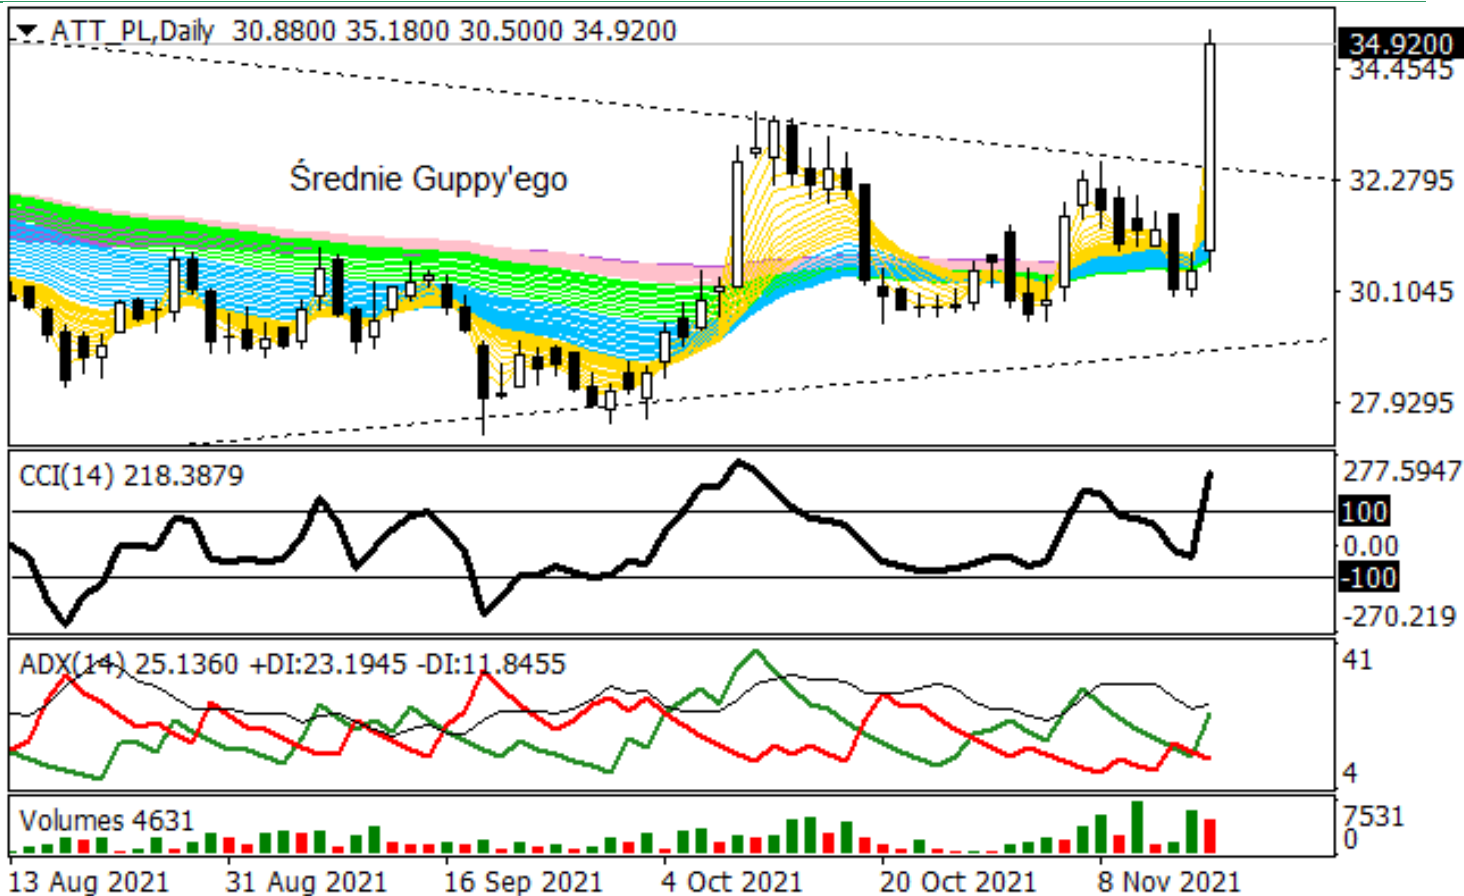 ATT_PL,Daily 30.8800 35.1800 30.5000 34.9200
34.9200
34.4545
Średnie Guppy'ego
32.2795
30.1045
27.9295
CCI(14) 218.3879
277.5947
100
0.00
-100
-270.219
ADX(14) 25.1360 +DI:23.1945 -DI:11.8455
41
4
Volumes 4631
7531
0
13 Aug 2021 31 Aug 2021 16 Sep 2021 4 Oct 2021 20 Oct 2021 8 Nov 2021